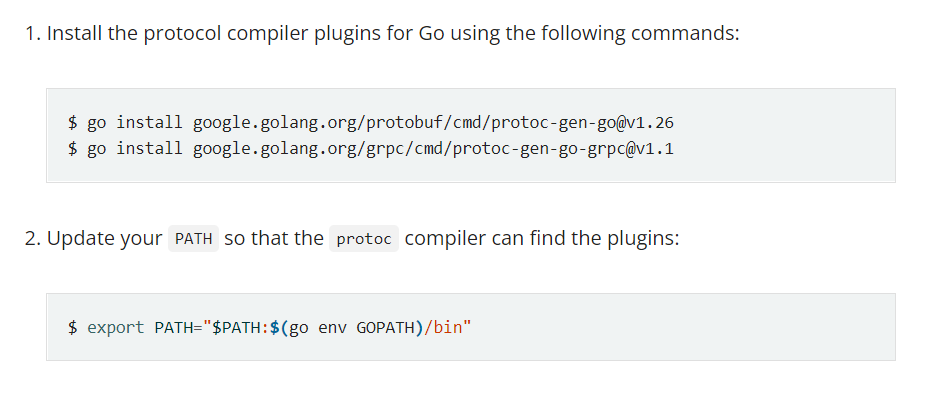 1. Install the protocol compiler plugins for Go using the following commands:
$ go install google.golang.org/protobuf/cmd/protoc-gen-go@v1.26
$ go install google.golang.org/grpc/cmd/protoc-gen-go-grpc@v1.1
2. Update your PATH so that the protoc compiler can find the plugins:
$ export PATH="$PATH:$(go env GOPATH)/bin"